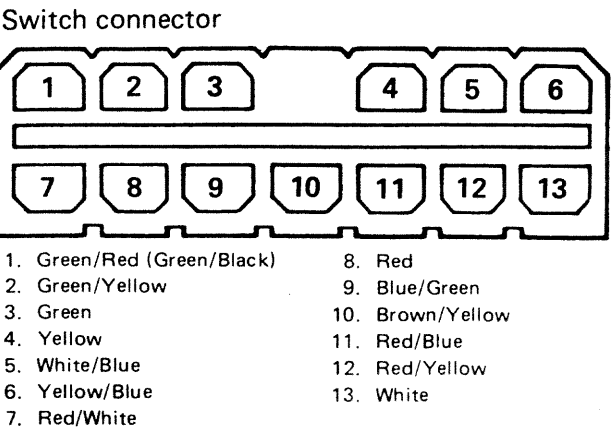 Switch connector
1 2 3 4 5 6
7 8 9 10 11 12 13
1. Green/Red (Green/Black)
2. Green/Yellow
3. Green
4. Yellow
5. White/Blue
6. Yellow/Blue
7. Red/White
8. Red
9. Blue/Green
10. Brown/Yellow
11. Red/Blue
12. Red/Yellow
13. White